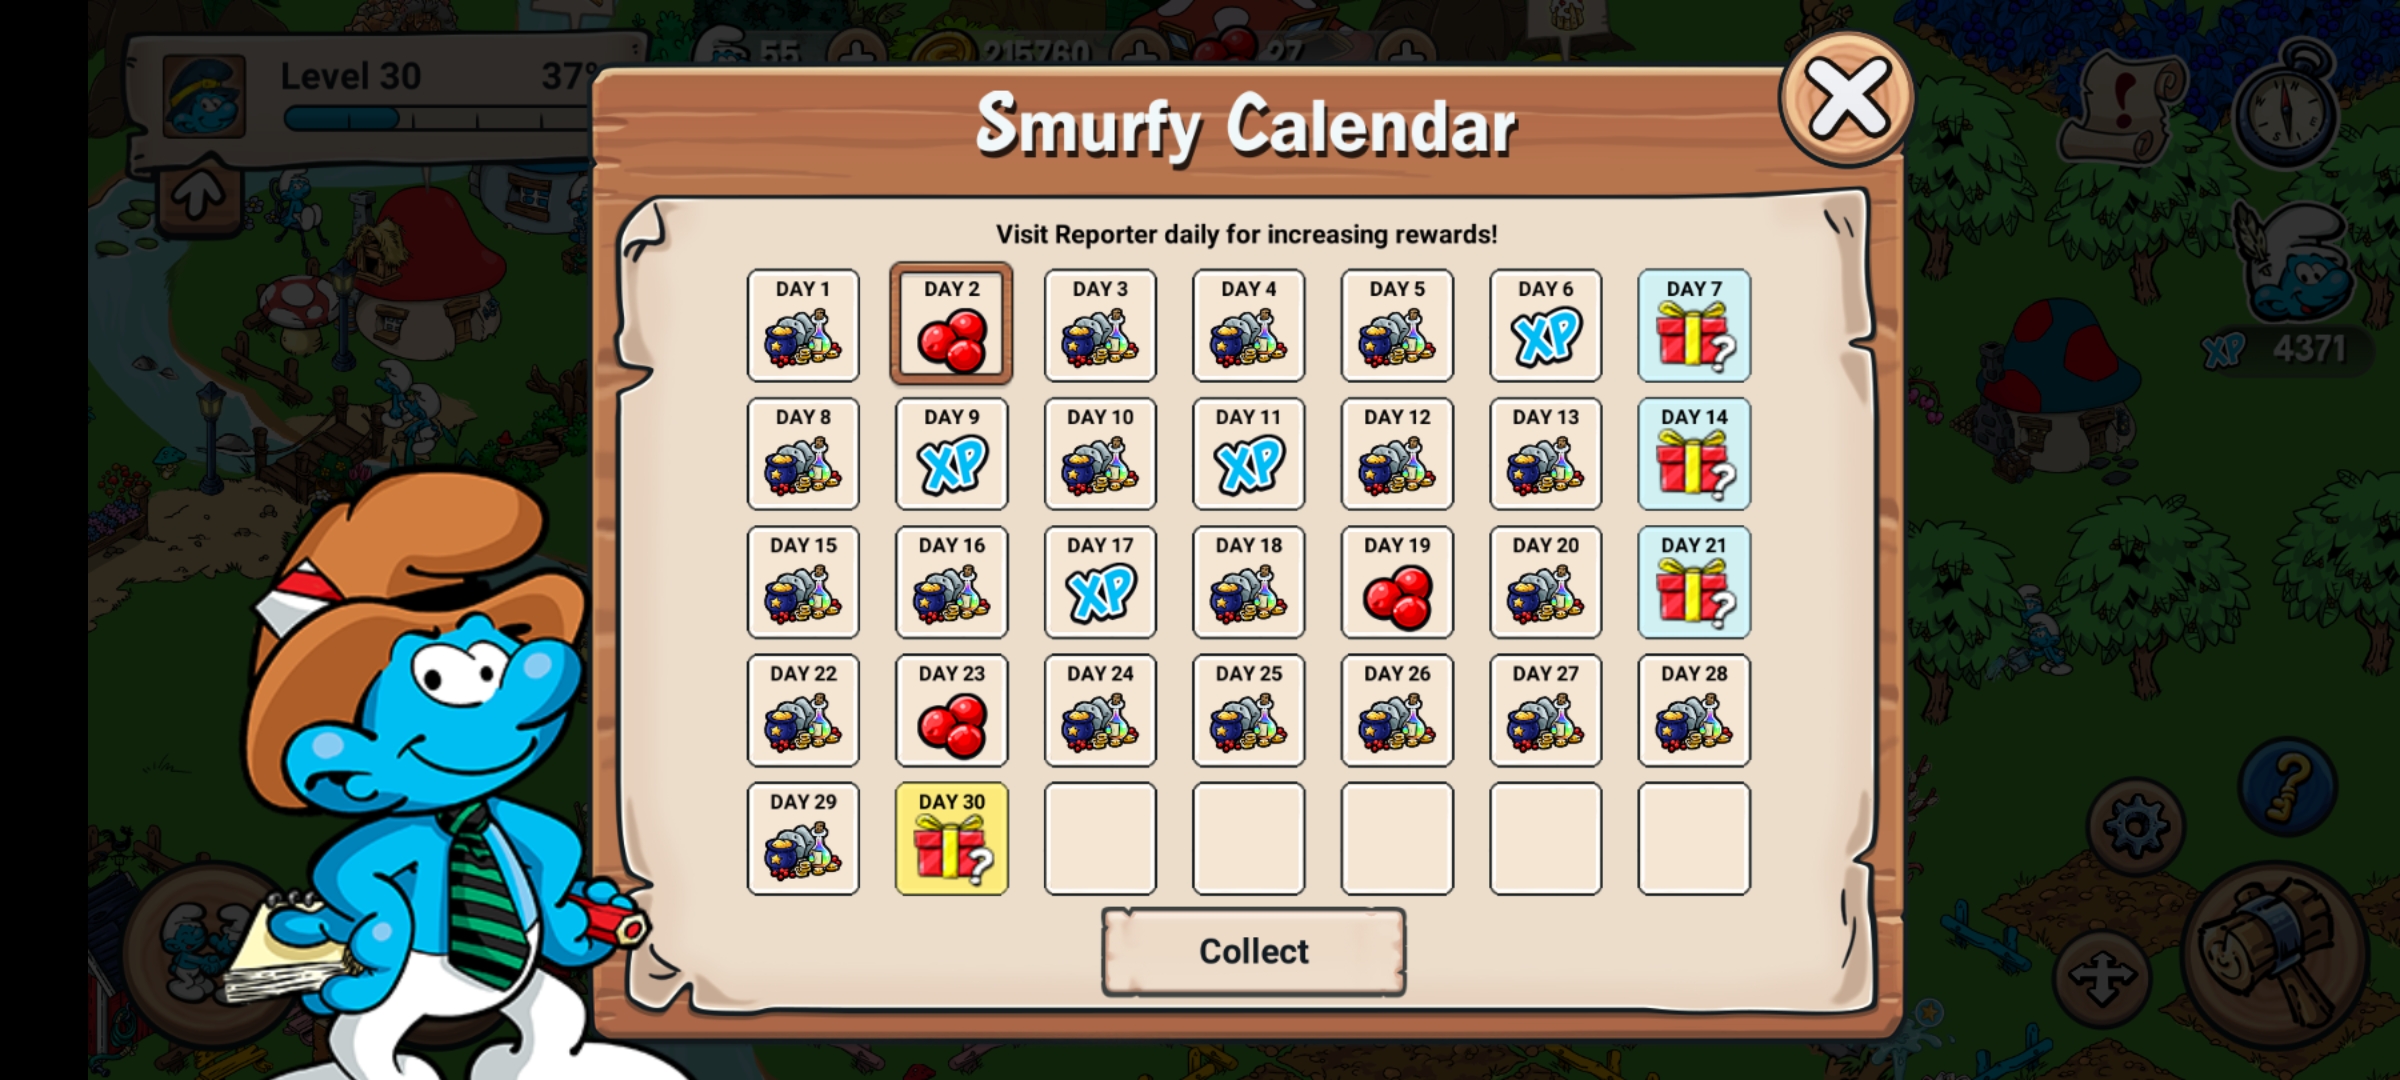 Level 30
37%
55
215760
27
Smurfy Calendar
Visit Reporter daily for increasing rewards!
DAY 1
DAY 2
DAY 3
DAY 4
DAY 5
DAY 6
XP
DAY 7
?
DAY 8
DAY 9
XP
DAY 10
DAY 11
XP
DAY 12
DAY 13
DAY 14
?
DAY 15
DAY 16
DAY 17
XP
DAY 18
DAY 19
DAY 20
DAY 21
?
DAY 22
DAY 23
DAY 24
DAY 25
DAY 26
DAY 27
DAY 28
DAY 29
DAY 30
?
Collect
XP 4371